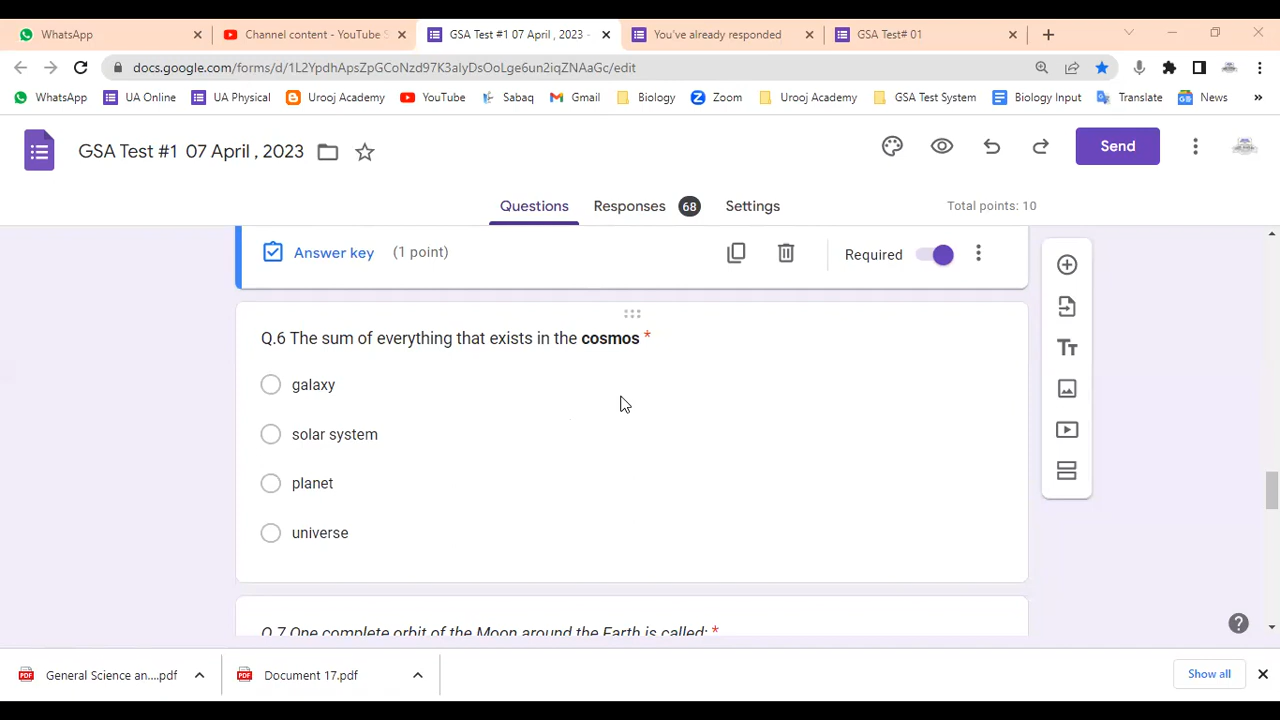 WhatsApp
Channel content - YouTube S
GSA Test #1 07 April , 2023 -
You've already responded
GSA Test# 01
docs.google.com/forms/d/1L2YpdhApsZpGCoNzd97K3alyDsOoLge6un2iqZNAaGc/edit
WhatsApp
UA Online
UA Physical
Urooj Academy
YouTube
Sabaq
Gmail
Biology
Zoom
Urooj Academy
GSA Test System
Biology Input
Translate
News
GSA Test #1 07 April , 2023
Send
Questions
Responses 68
Settings
Total points: 10
Answer key (1 point)
Required
Q.6 The sum of everything that exists in the cosmos *
galaxy
solar system
planet
universe
Q.7 One complete orbit of the Moon around the Earth is called: *
General Science an....pdf
Document 17.pdf
Show all